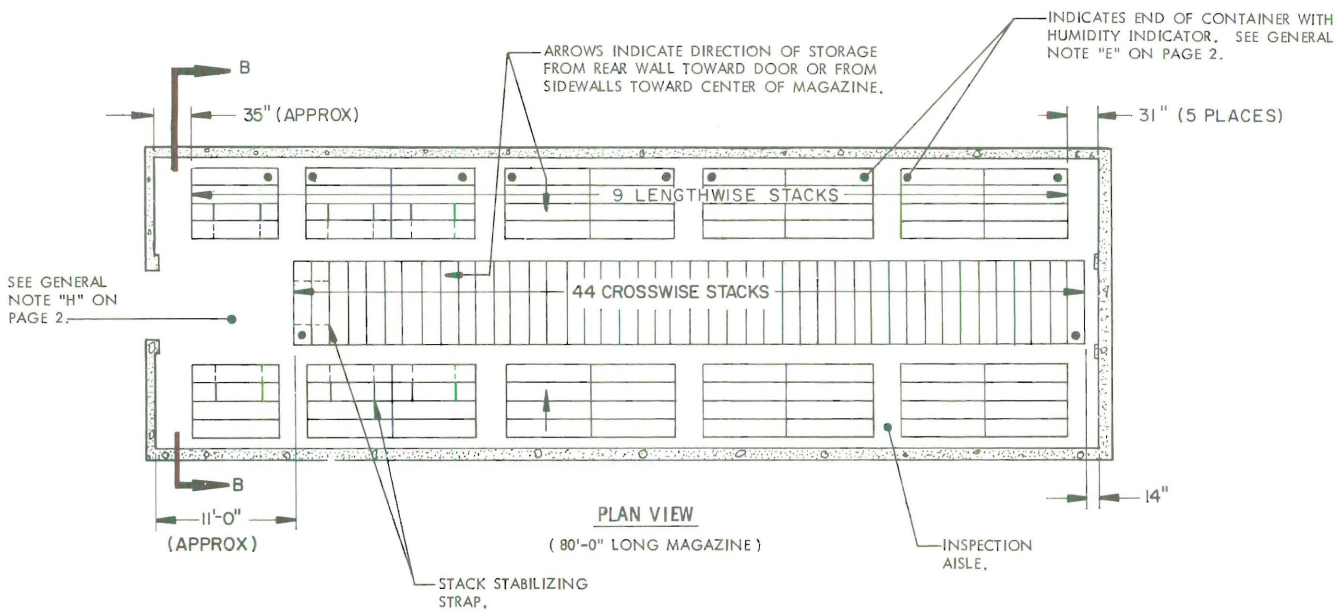 INDICATES END OF CONTAINER WITH
HUMIDITY INDICATOR. SEE GENERAL
NOTE "E" ON PAGE 2.
ARROWS INDICATE DIRECTION OF STORAGE
FROM REAR WALL TOWARD DOOR OR FROM
SIDEWALLS TOWARD CENTER OF MAGAZINE.
B
35" (APPROX)
31" (5 PLACES)
9 LENGTHWISE STACKS
SEE GENERAL
NOTE "H" ON
PAGE 2.
44 CROSSWISE STACKS
B
11'-0"
(APPROX)
PLAN VIEW
(80'-0" LONG MAGAZINE)
14"
INSPECTION
AISLE.
STACK STABILIZING
STRAP.